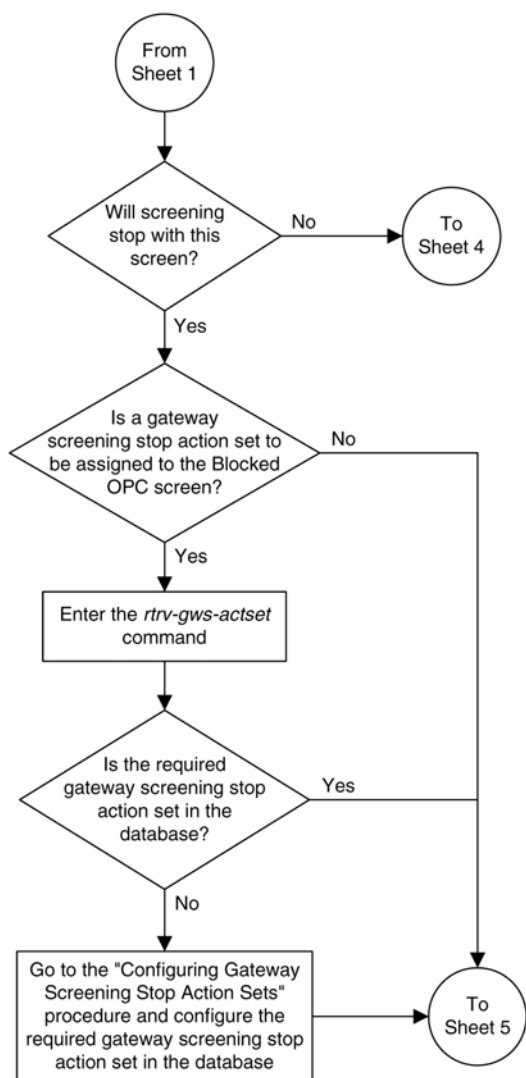 From
Sheet 1
Will screening
stop with this
screen?
No
To
Sheet 4
Yes
Is a gateway
screening stop action set to
be assigned to the Blocked
OPC screen?
No
Yes
Enter the rtrv-gws-actset
command
Is the required
gateway screening stop
action set in the
database?
Yes
No
Go to the "Configuring Gateway
Screening Stop Action Sets"
procedure and configure the
required gateway screening stop
action set in the database
To
Sheet 5